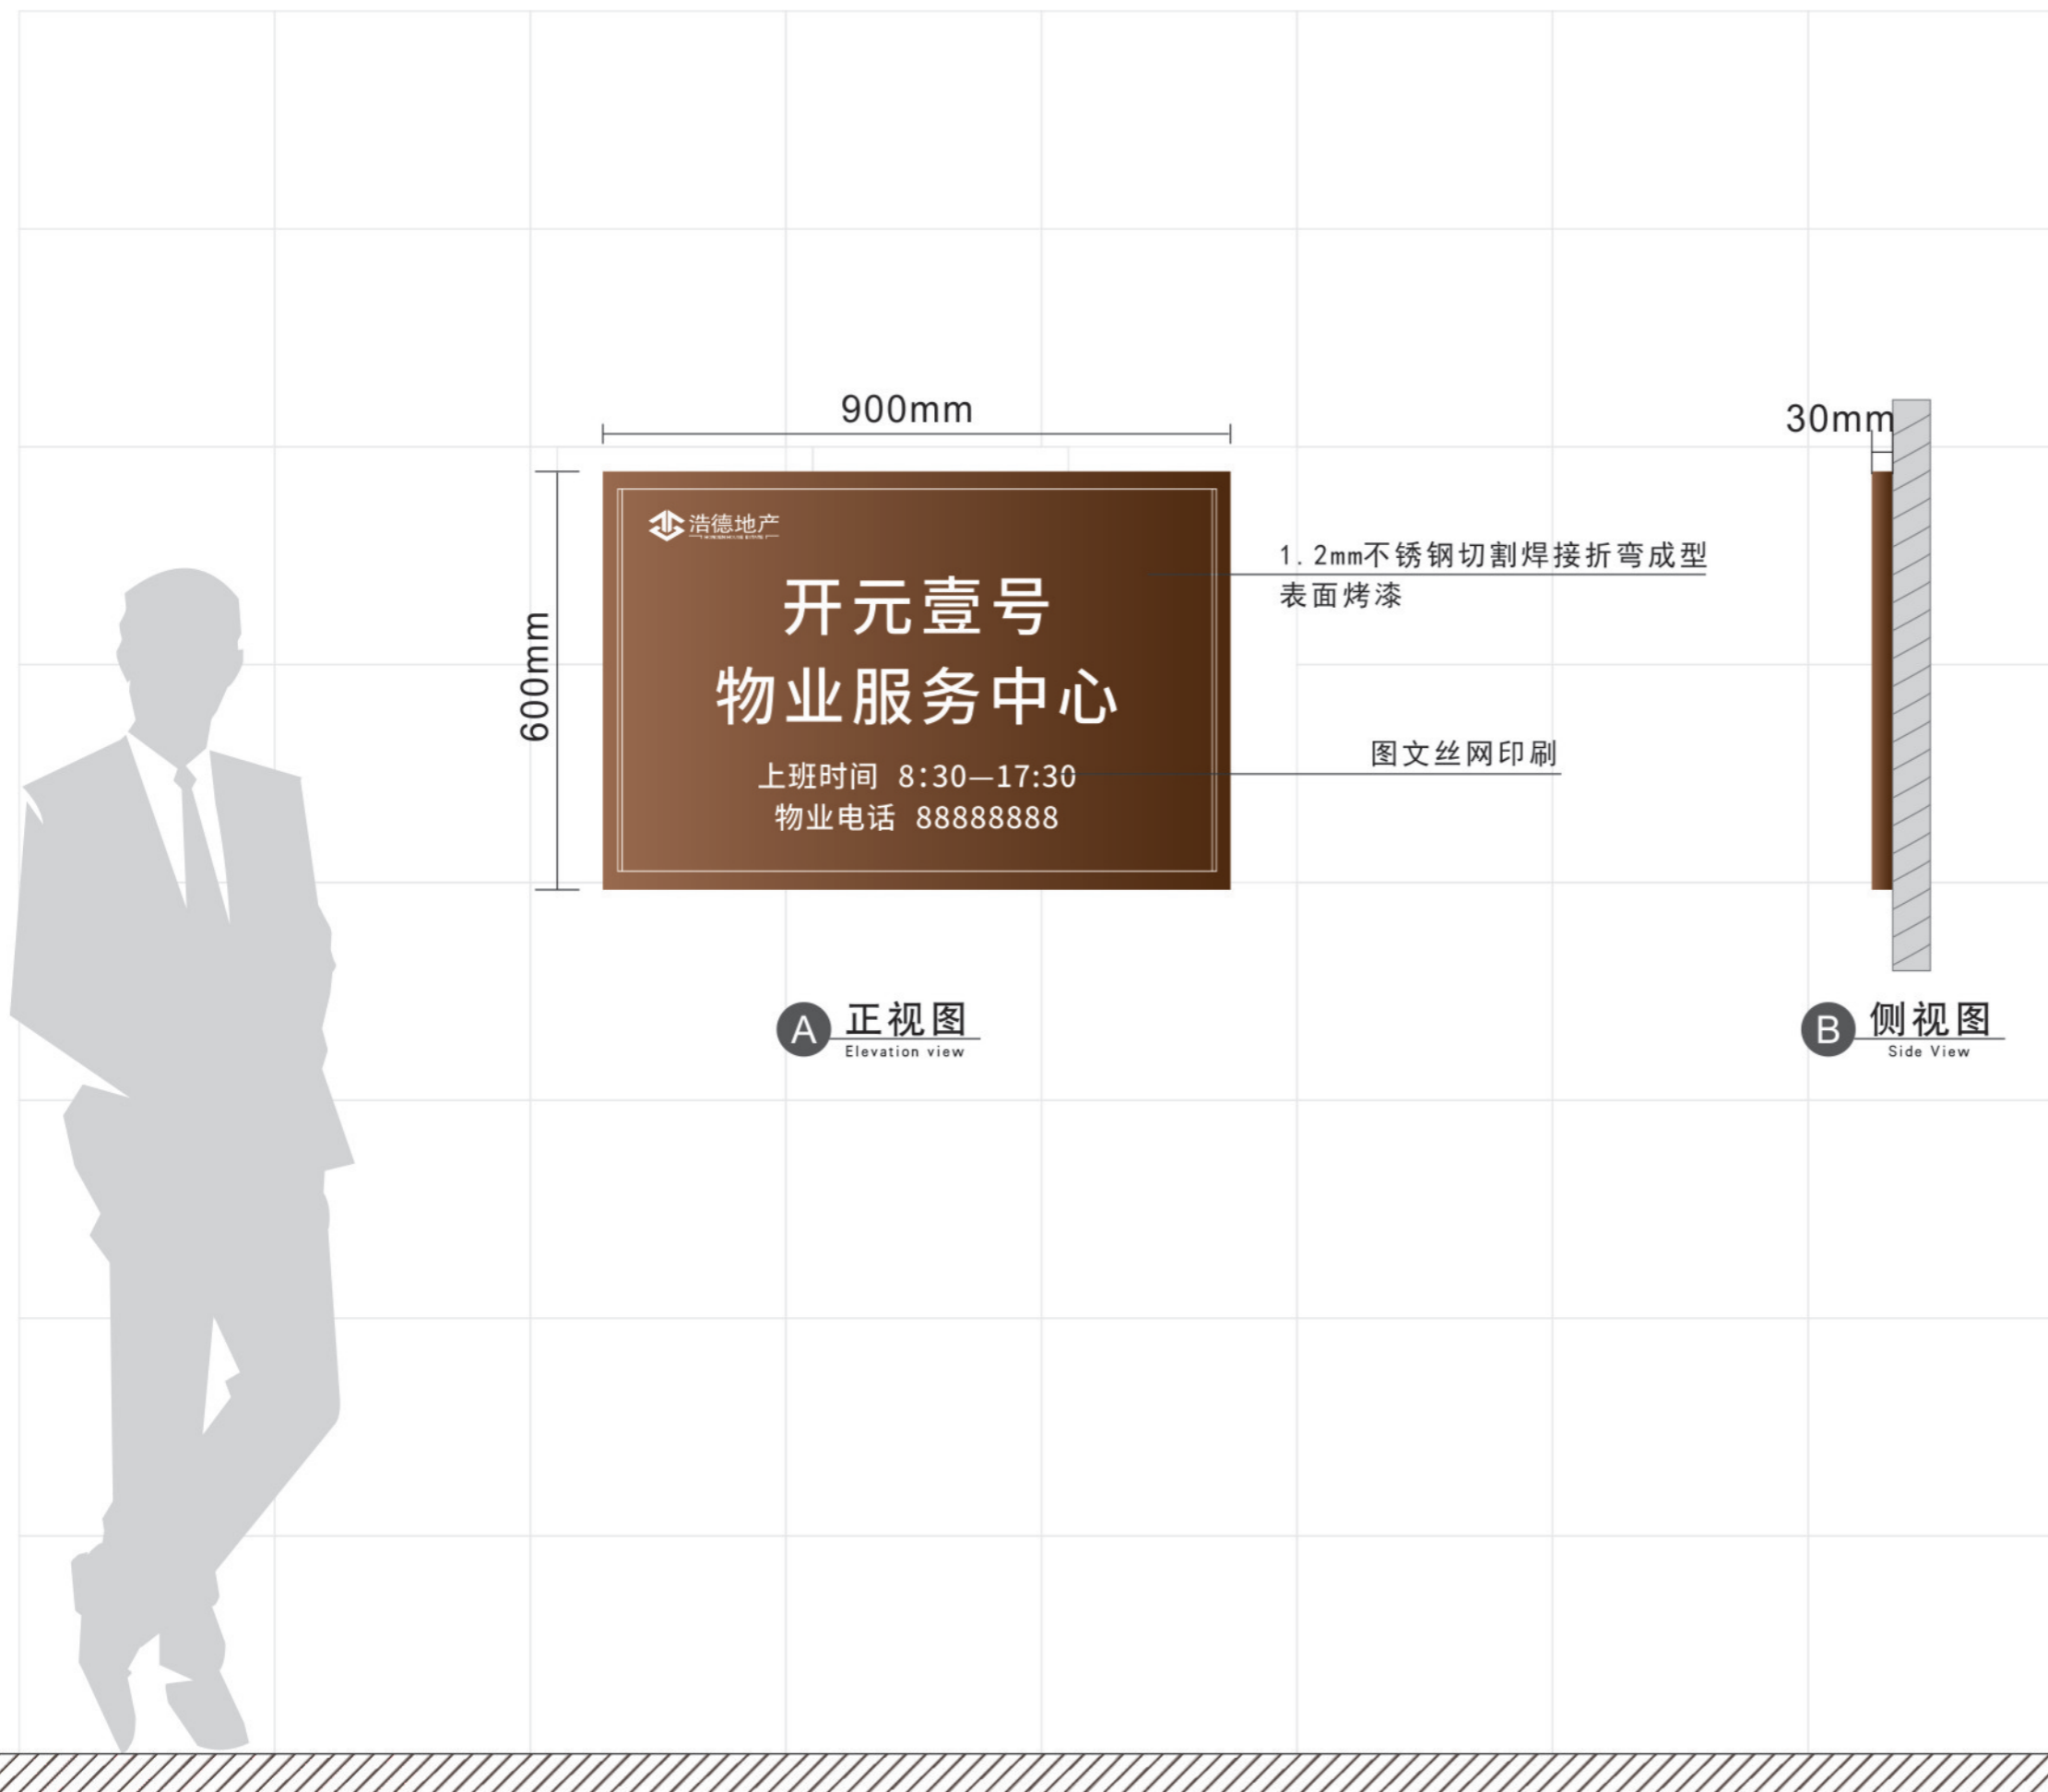 900mm
30mm
600mm
浩德地产
开元壹号
物业服务中心
上班时间 8:30—17:30
物业电话 88888888
1.2mm不锈钢切割焊接折弯成型
表面烤漆
图文丝网印刷
A 正视图
Elevation view
B 侧视图
Side View